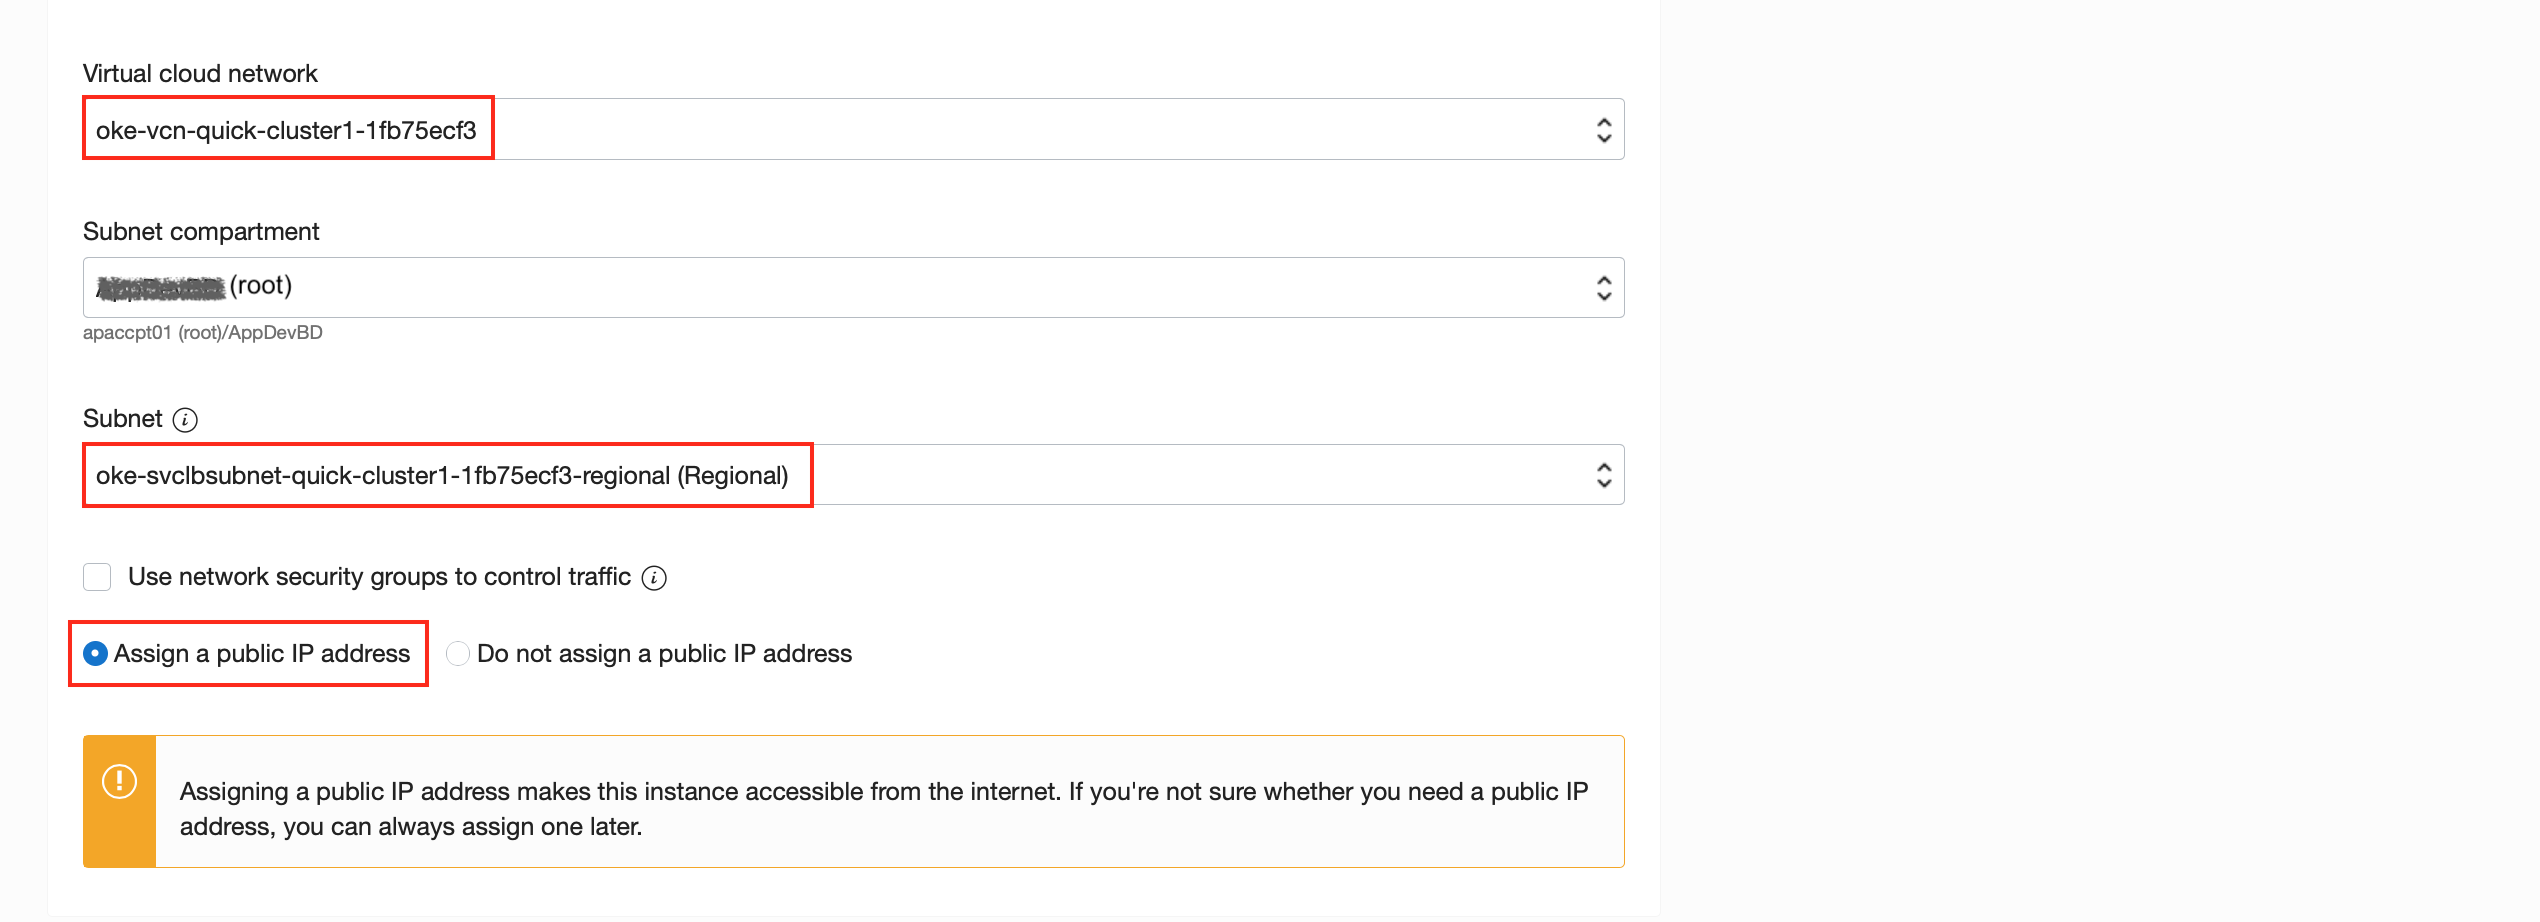 Virtual cloud network
oke-vcn-quick-cluster1-1fb75ecf3
Subnet compartment
(root)
apaccpt01 (root)/AppDevBD
Subnet
oke-svclbsubnet-quick-cluster1-1fb75ecf3-regional (Regional)
Use network security groups to control traffic
Assign a public IP address Do not assign a public IP address
Assigning a public IP address makes this instance accessible from the internet. If you're not sure whether you need a public IP
address, you can always assign one later.